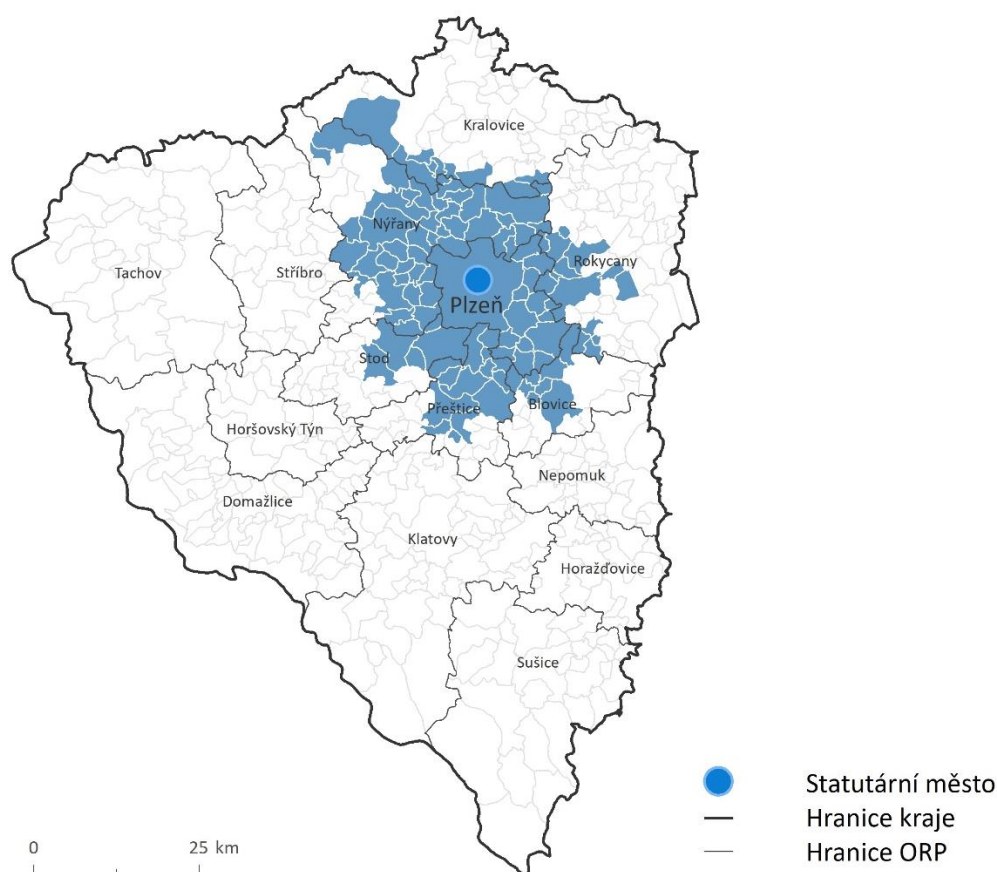 Kralovice
Nýřany
Rokycany
Tachov
Stříbro
Plzeň
Stod
Přeštice
Blovice
Horšovský Týn
Nepomuk
Domažlice
Klatovy
Horažďovice
Sušice
Statutární město
Hranice kraje
0 25 km
Hranice ORP